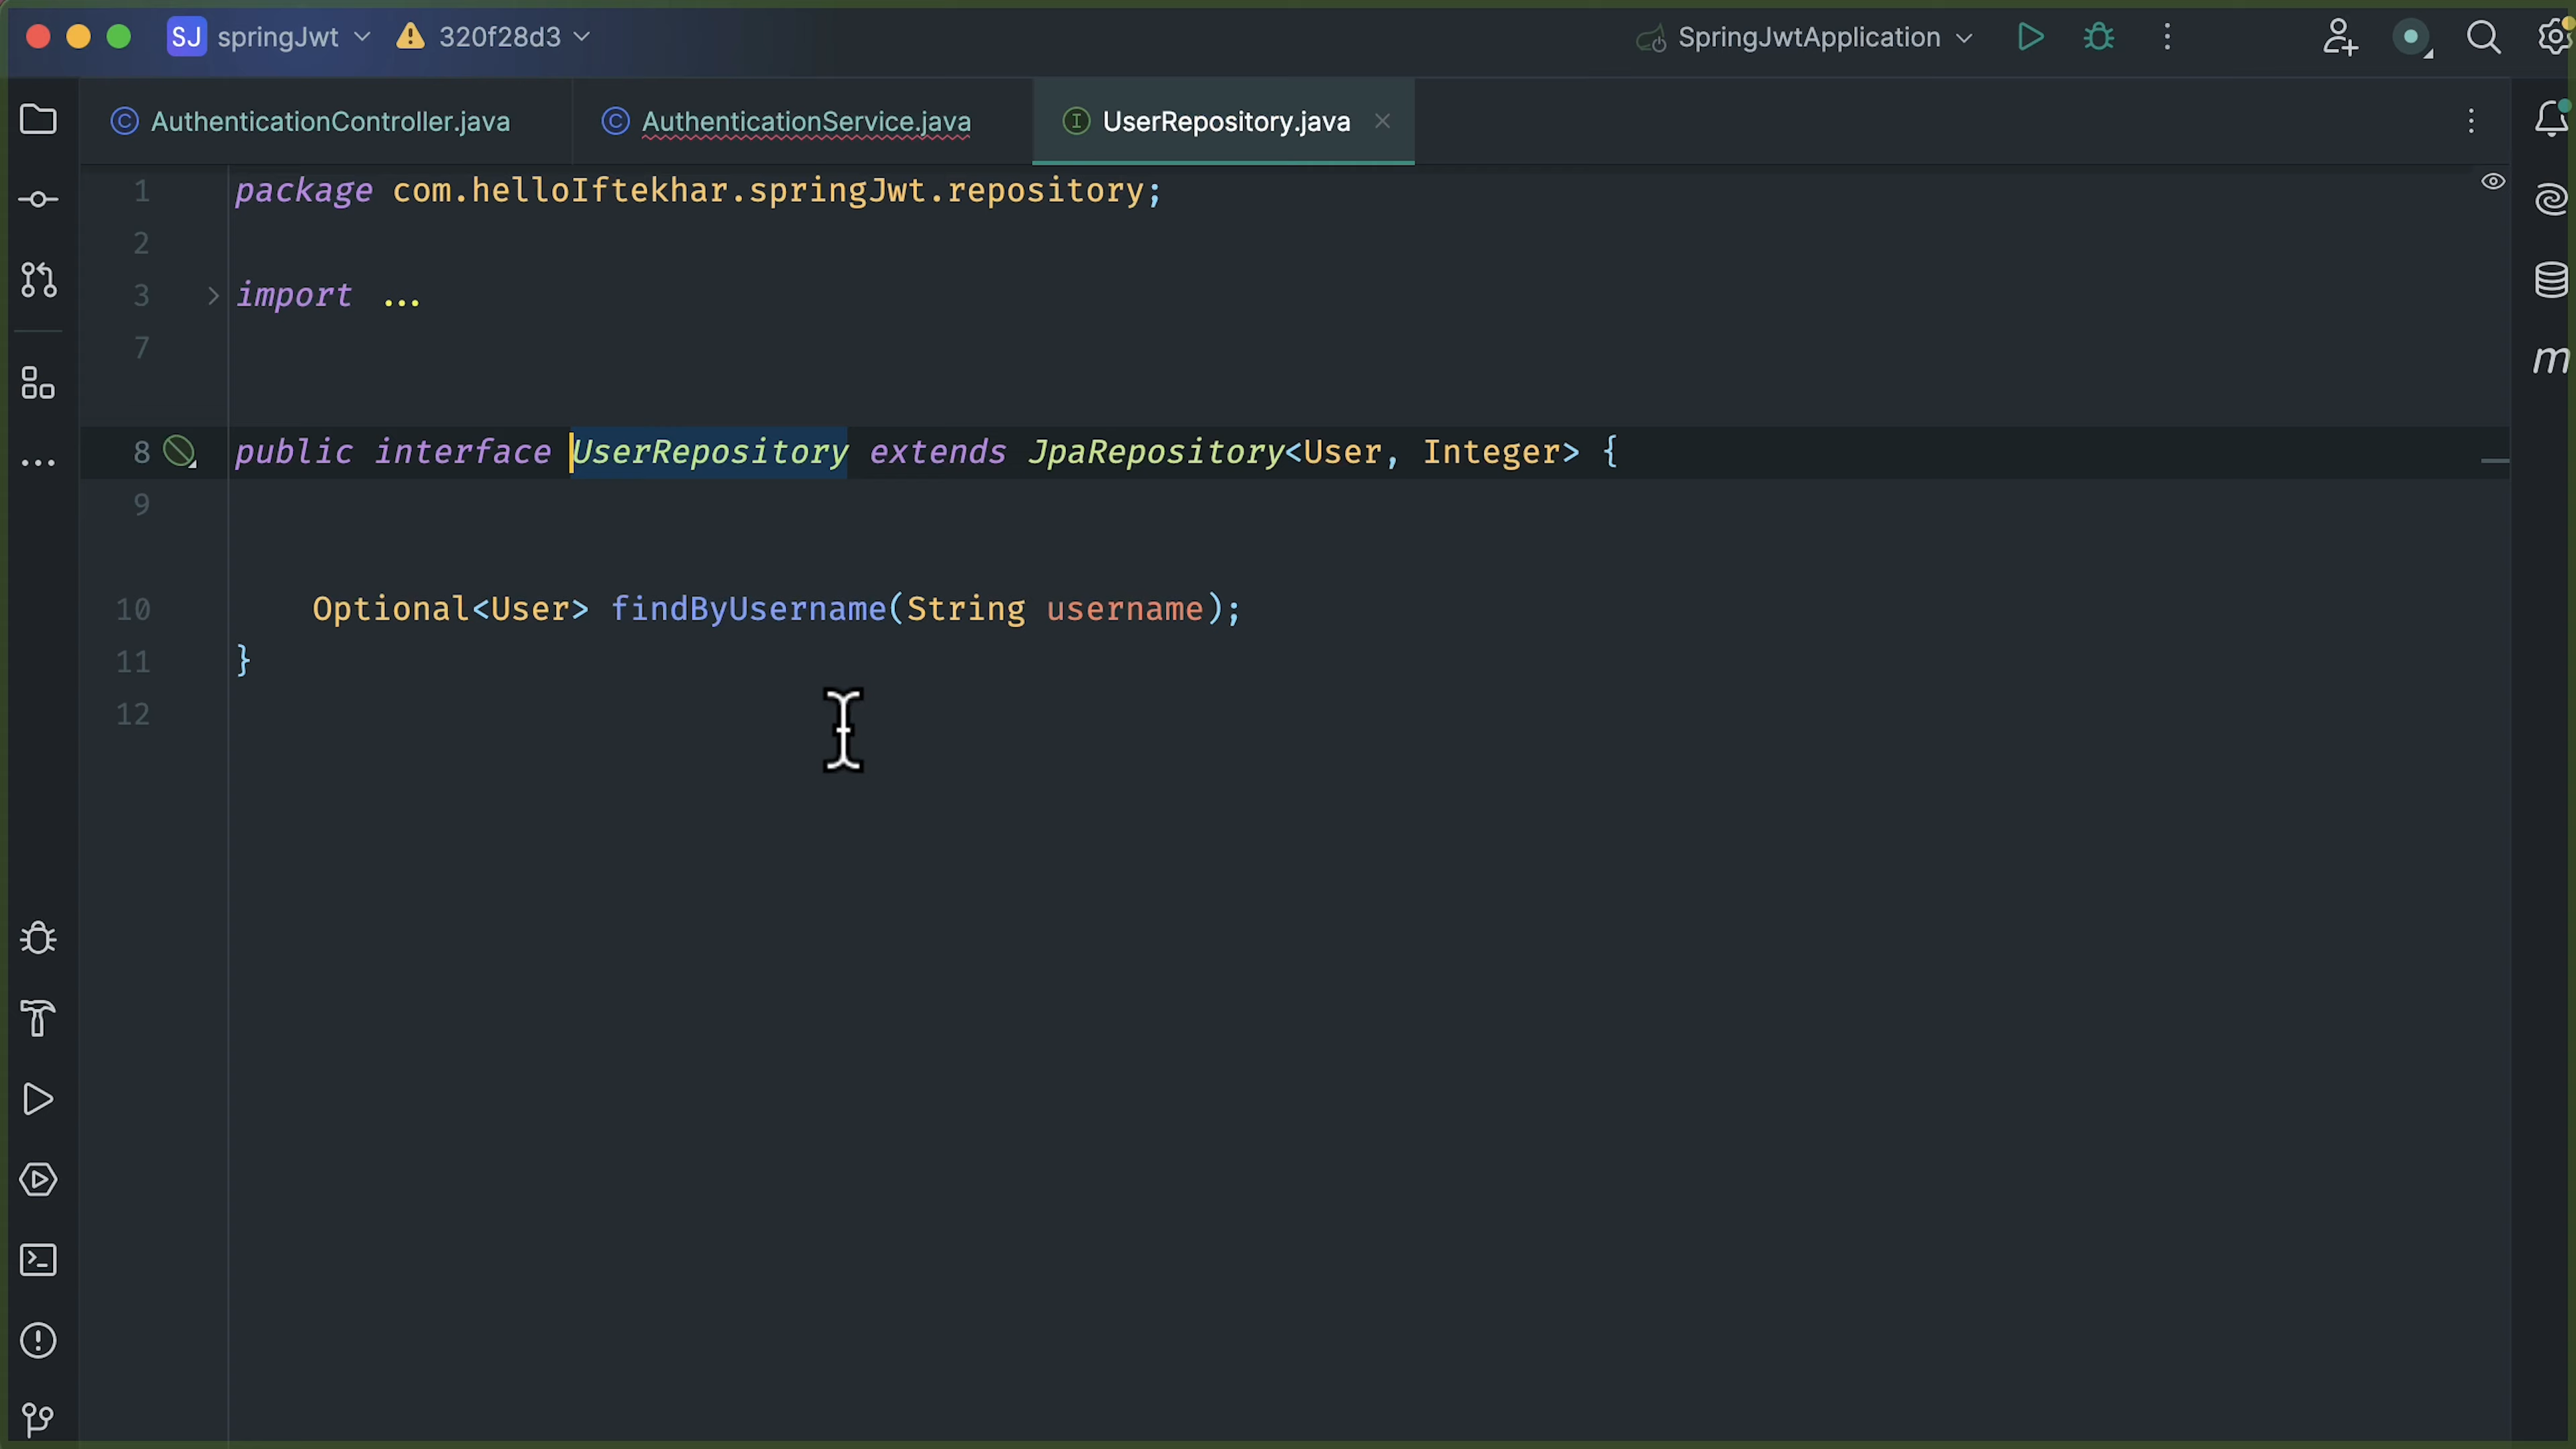 SJ springJwt 320f28d3 SpringJwtApplication
AuthenticationController.java AuthenticationService.java UserRepository.java
1 package com.helloIftekhar.springJwt.repository;
2
3 import ...
7
8 public interface UserRepository extends JpaRepository<User, Integer> {
9
10 Optional<User> findByUsername(String username);
11 }
12